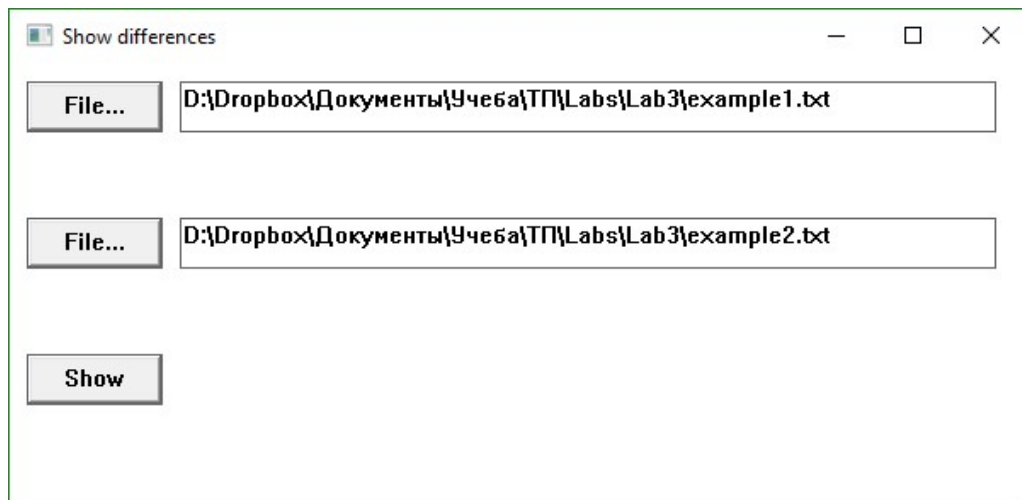 Show differences
File... D:\Dropbox\Документы\Учеба\ТП\Labs\Lab3\example1.txt
File... D:\Dropbox\Документы\Учеба\ТП\Labs\Lab3\example2.txt
Show